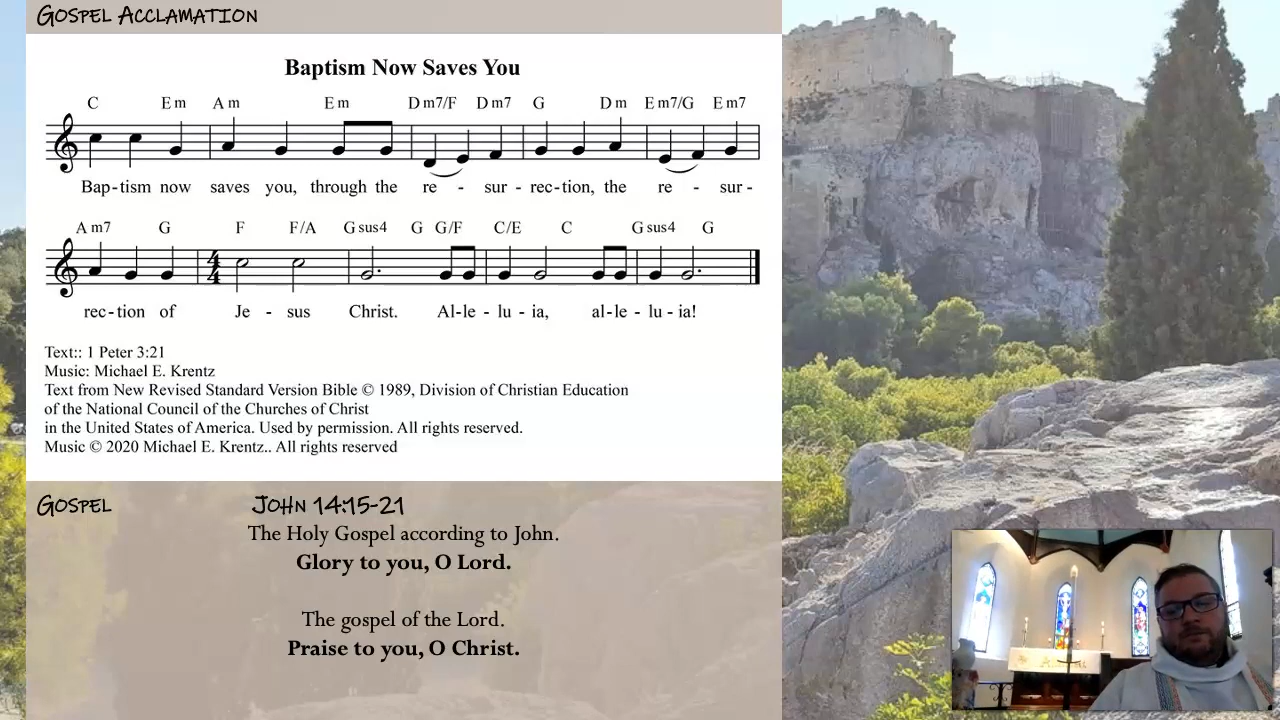 Gospel Acclamation
Baptism Now Saves You
C Em Am Em Dm7/F Dm7 G Dm Em7/G Em7
Bap-tism now saves you, through the re - sur - rec-tion, the re - sur-
Am7 G F F/A Gsus4 G G/F C/E C Gsus4 G
4/4
rec-tion of Je - sus Christ. Al-le - lu - ia, al-le - lu - ia!
Text:: 1 Peter 3:21
Music: Michael E. Krentz
Text from New Revised Standard Version Bible © 1989, Division of Christian Education
of the National Council of the Churches of Christ
in the United States of America. Used by permission. All rights reserved.
Music © 2020 Michael E. Krentz.. All rights reserved
Gospel John 14:15-21
The Holy Gospel according to John.
Glory to you, O Lord.
The gospel of the Lord.
Praise to you, O Christ.